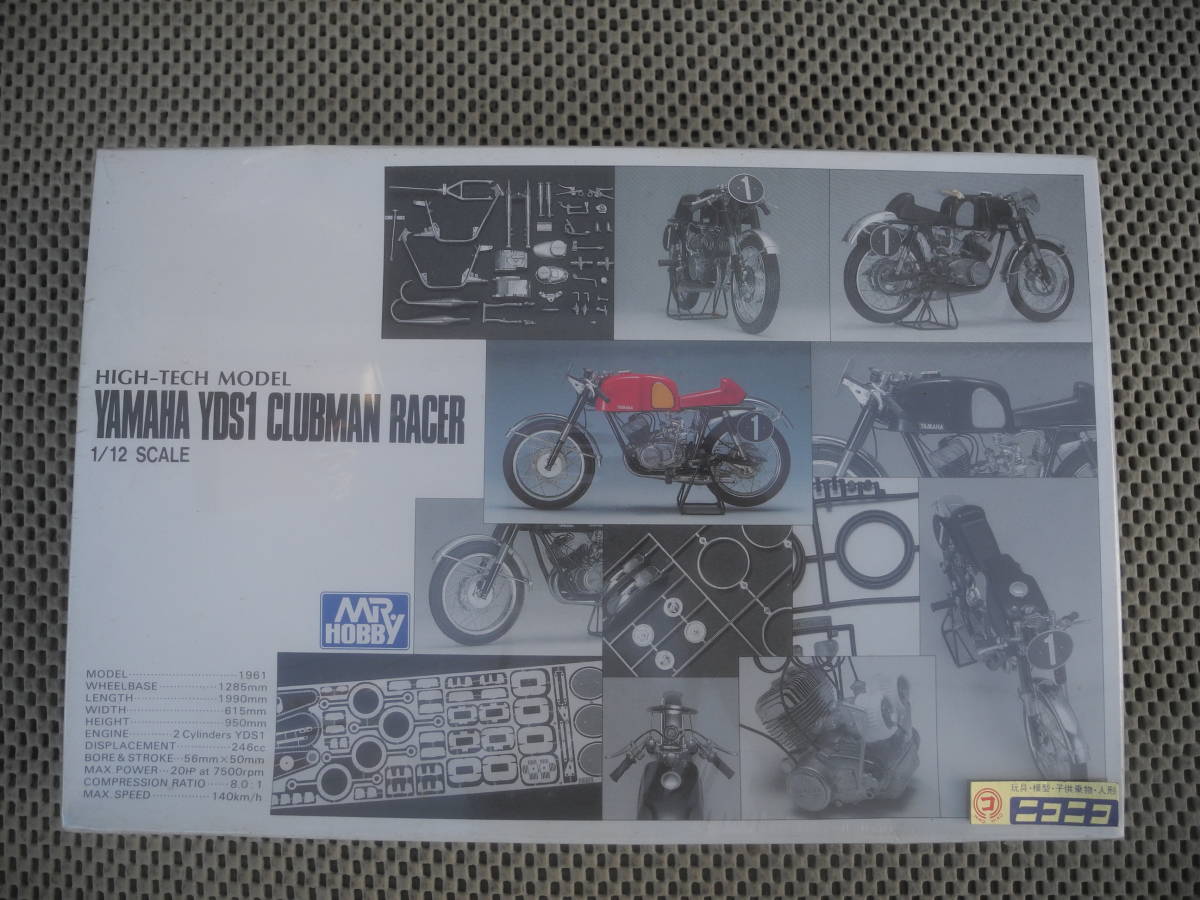 HIGH-TECH MODEL
YAMAHA YDS1 CLUBMAN RACER
1/12 SCALE
1
1
1
YAMAHA
YAMAHA
1
MR
HOBBY
MODEL 1961
WHEELBASE 1285mm
LENGTH 1990mm
WIDTH 615mm
HEIGHT 950mm
ENGINE 2 Cylinders YDS1
DISPLACEMENT 246cc
BORE & STROKE 56mm×50mm
MAX. POWER 20HP at 7500rpm
COMPRESSION RATIO 8.0:1
MAX. SPEED 140km/h
玩具・模型・子供乗物・人形
コ ニコニコ